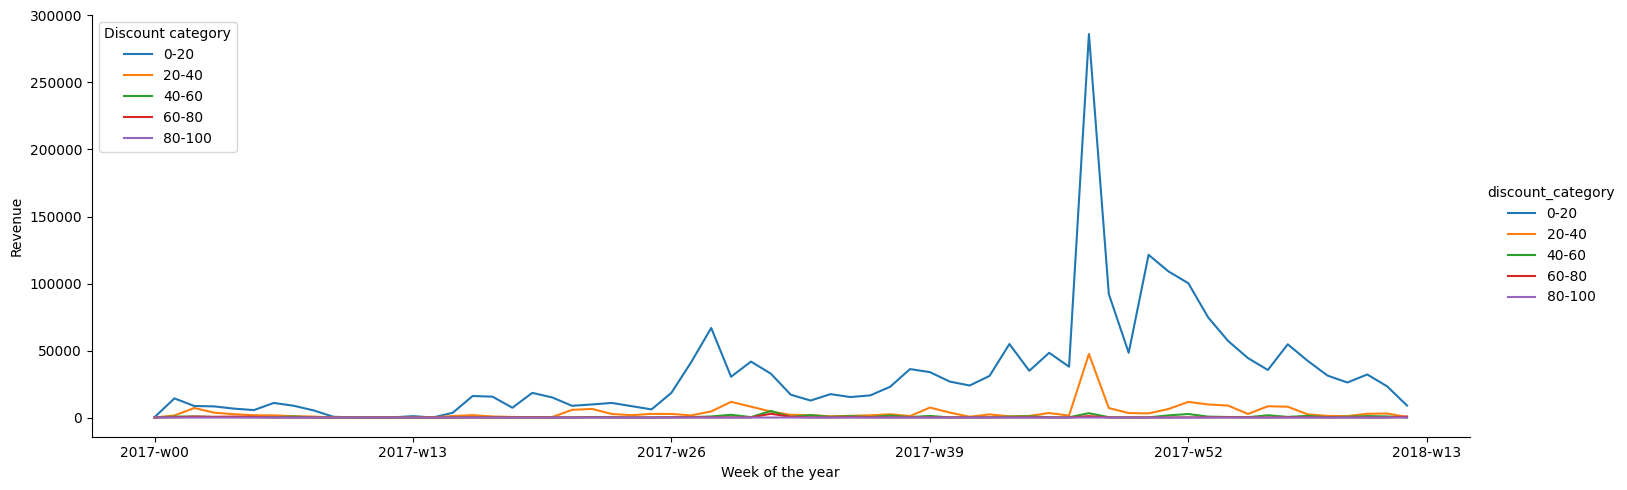 300000
250000
200000
150000
100000
50000
0
Revenue
Discount category
0-20
20-40
40-60
60-80
80-100
discount_category
0-20
20-40
40-60
60-80
80-100
2017-w00
2017-w13
2017-w26
2017-w39
2017-w52
2018-w13
Week of the year